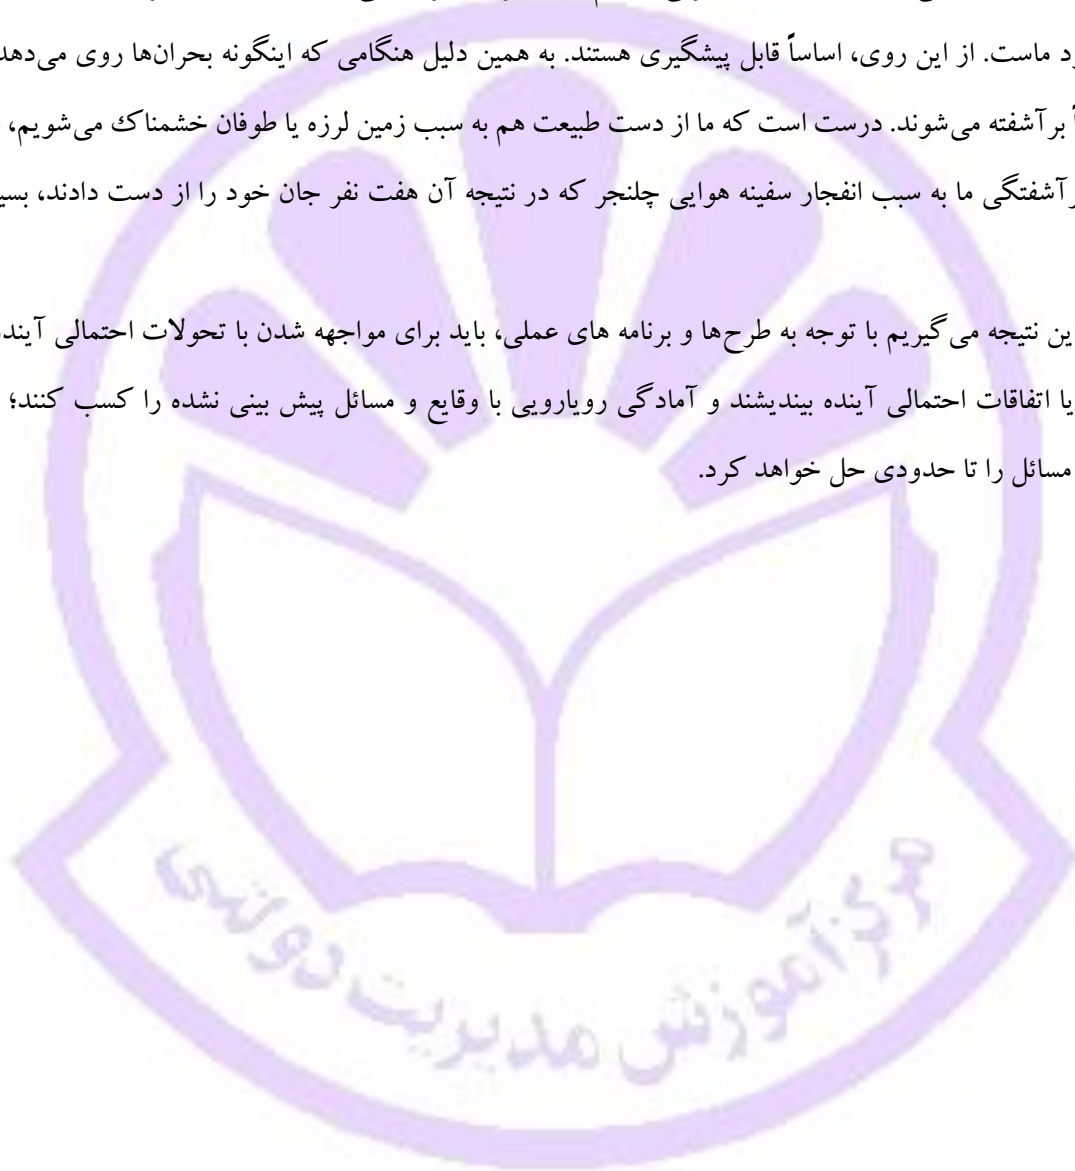 ماست. از این روی، اساساً قابل پیشگیری هستند. به همین دلیل هنگامی که اینگونه بحران‌ها روی می‌دهد
برآشفته می‌شوند. درست است که ما از دست طبیعت هم به سبب زمین لرزه یا طوفان خشمناک می‌شویم،
ما به سبب انفجار سفینه هوایی چلنجر که در نتیجه آن هفت نفر جان خود را از دست دادند،
نتیجه می‌گیریم با توجه به طرح‌ها و برنامه های عملی، باید برای مواجهه شدن با تحولات احتمالی
یا اتفاقات احتمالی آینده بیندیشند و آمادگی رویارویی با وقایع و مسائل پیش بینی نشده را کسب کنند؛
مسائل را تا حدودی حل خواهد کرد.
مرکز آموزش مدیریت دولتی